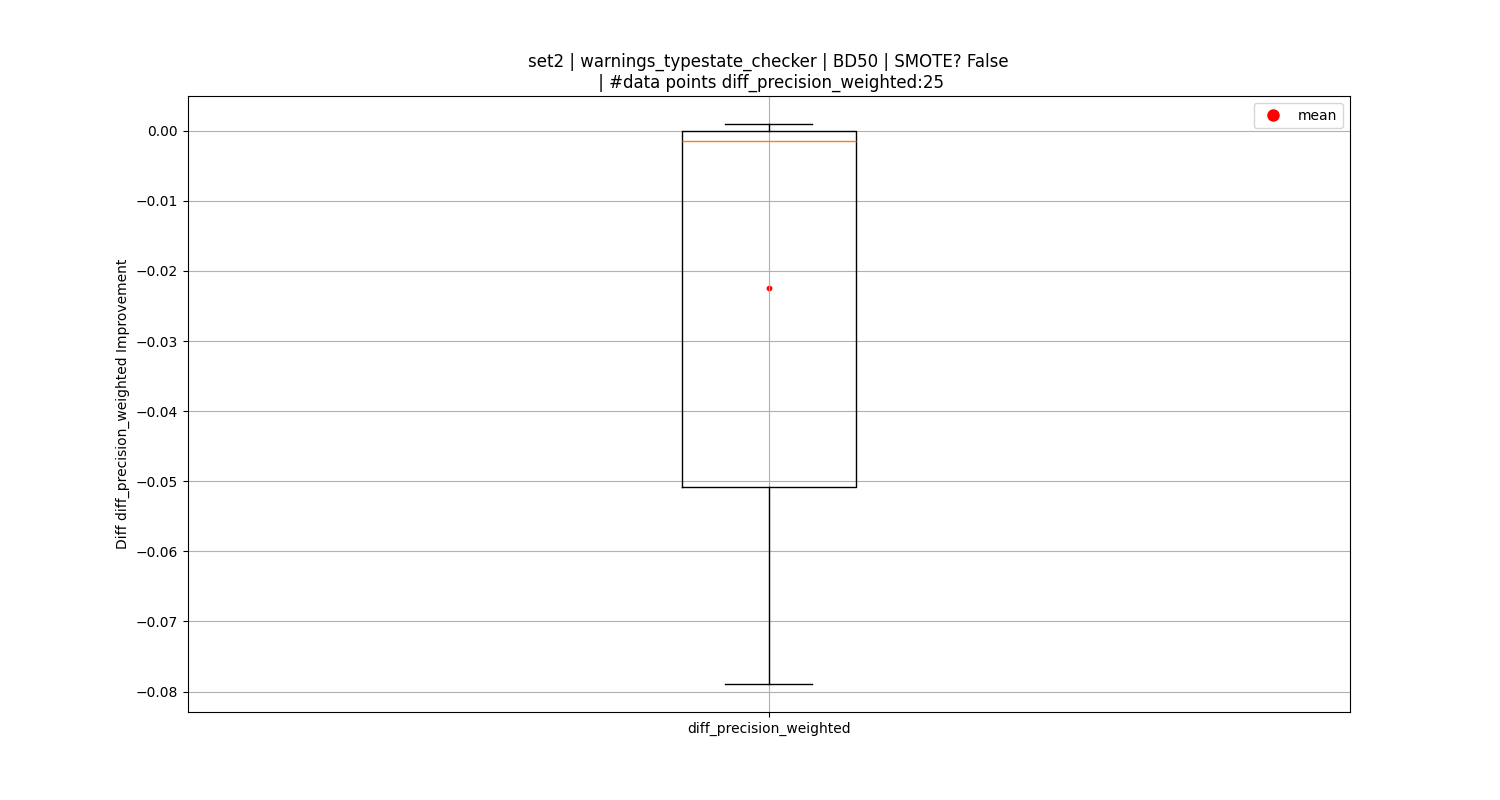 set2 | warnings_typestate_checker | BD50 | SMOTE? False
| #data points diff_precision_weighted:25
mean
0.00
−0.01
−0.02
−0.03
−0.04
−0.05
−0.06
−0.07
−0.08
Diff diff_precision_weighted Improvement
diff_precision_weighted